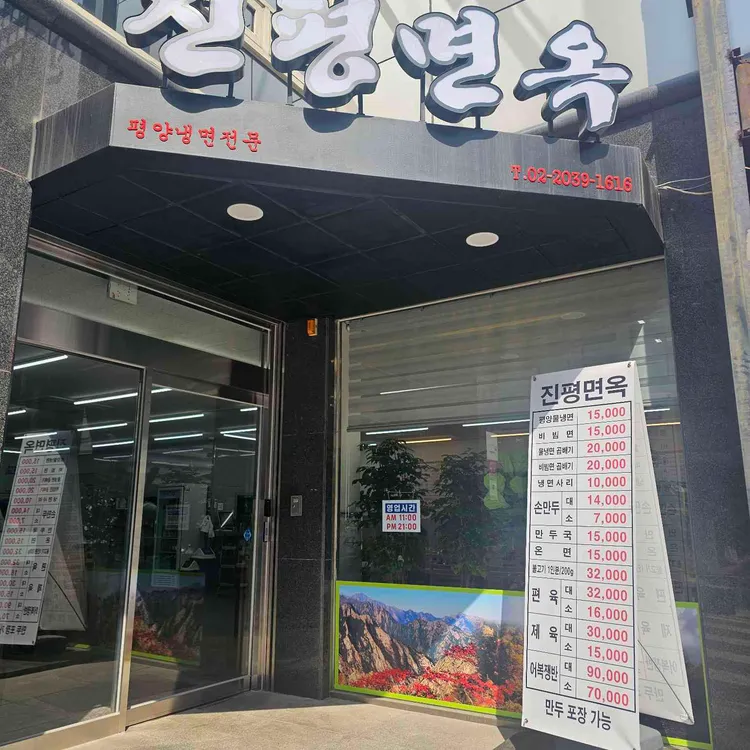 진평면옥
평양냉면전문
T.02-2039-1616
영업시간
AM 11:00
PM 21:00
진평면옥
평양물냉면 15,000
비빔면 15,000
물냉면 곱배기 20,000
비빔면 곱배기 20,000
냉면사리 10,000
손만두 대 14,000
소 7,000
만두국 15,000
온면 15,000
불고기 1인분/200g 32,000
편육 대 32,000
소 16,000
제육 대 30,000
소 15,000
어복쟁반 대 90,000
소 70,000
만두 포장 가능